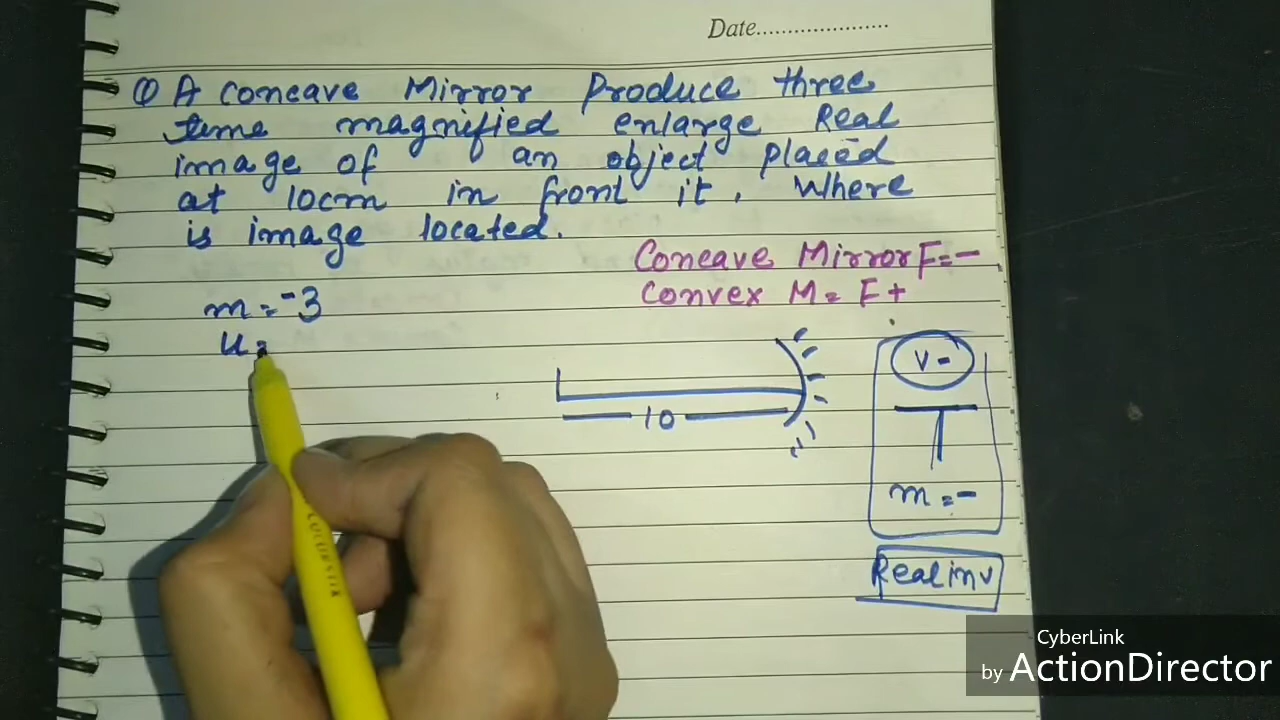 Date....................
Q A Concave Mirror Produce three
time magnified enlarge Real
image of an object placed
at 10cm in front it. Where
is image located.
Concave Mirror F = -
Convex M = F +
m = -3
u =
10
v -
m = -
Real inv
COLORSTIX
CyberLink
by ActionDirector